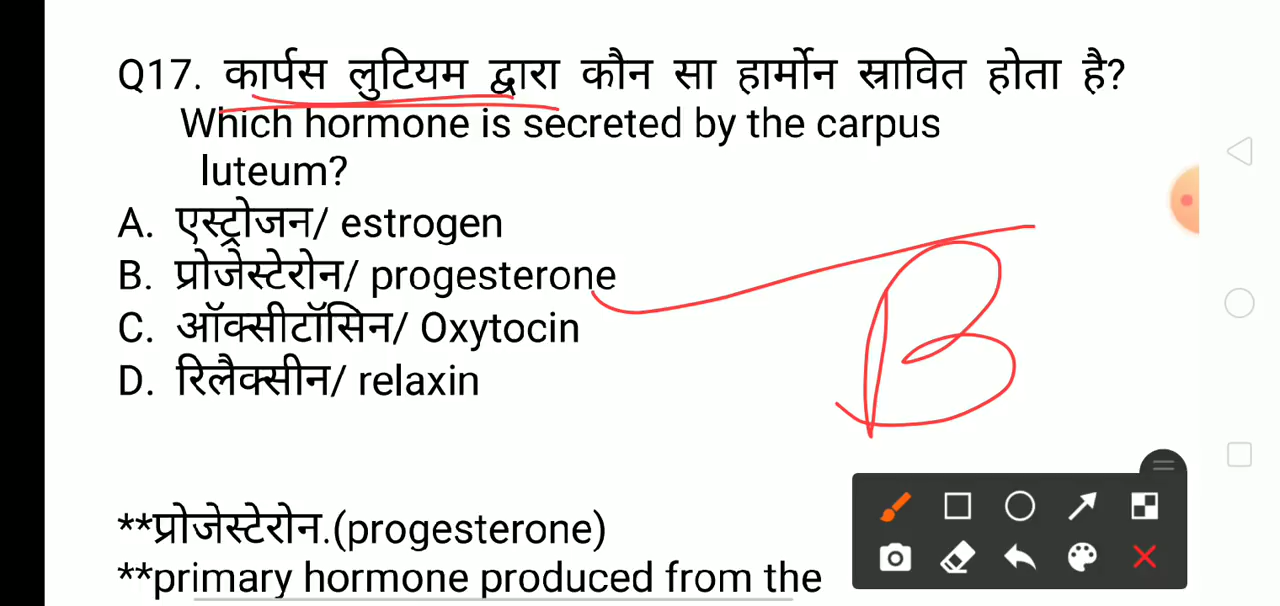 Q17. कार्पस लुटियम द्वारा कौन सा हार्मोन स्रावित होता है?
Which hormone is secreted by the carpus
luteum?
A. एस्ट्रोजन/ estrogen
B. प्रोजेस्टेरोन/ progesterone
C. ऑक्सीटॉसिन/ Oxytocin
D. रिलैक्सीन/ relaxin
B
**प्रोजेस्टेरोन.(progesterone)
**primary hormone produced from the